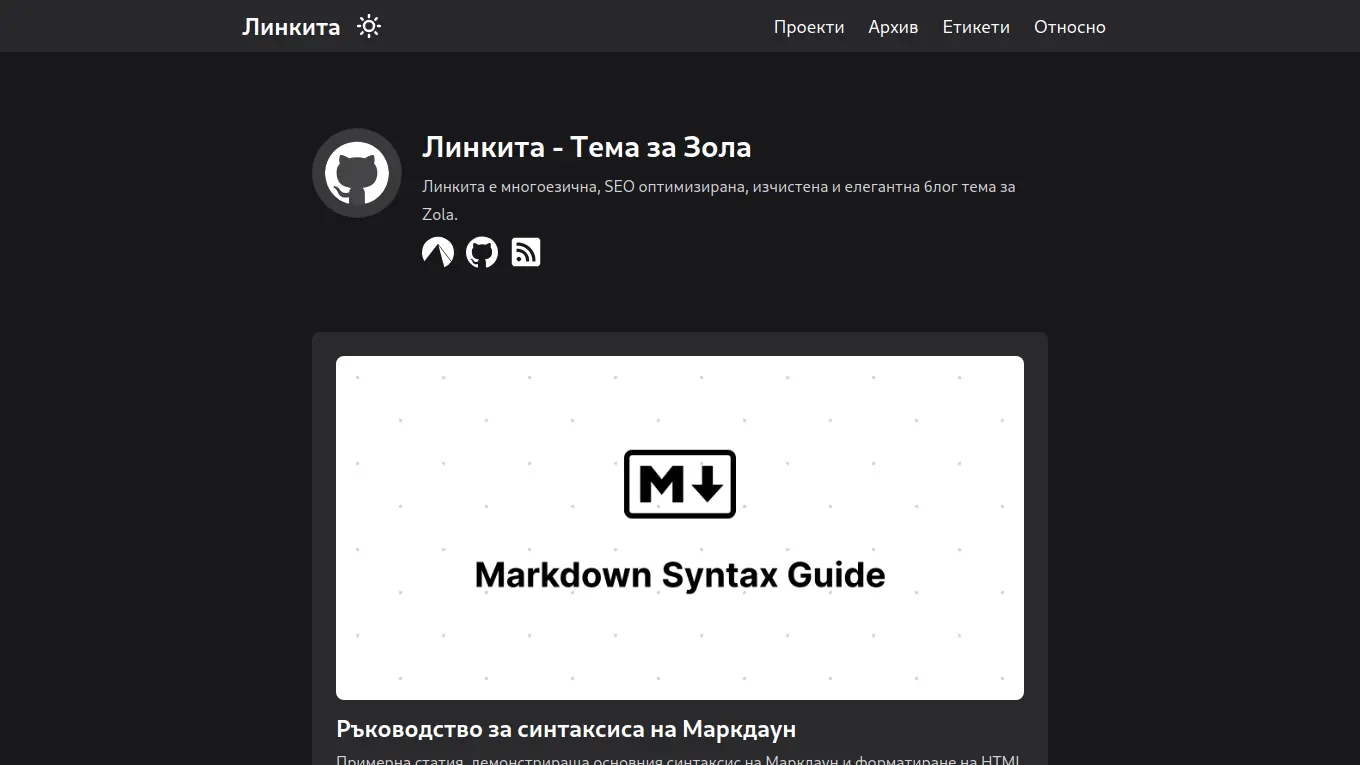 Линкита
Проекти Архив Етикети Относно
Линкита - Тема за Зола
Линкита е многоезична, SEO оптимизирана, изчистена и елегантна блог тема за
Zola.
M
Markdown Syntax Guide
Ръководство за синтаксиса на Маркдаун
Примерна статия, демонстрираща основния синтаксис на Маркдаун и форматиране на HTML